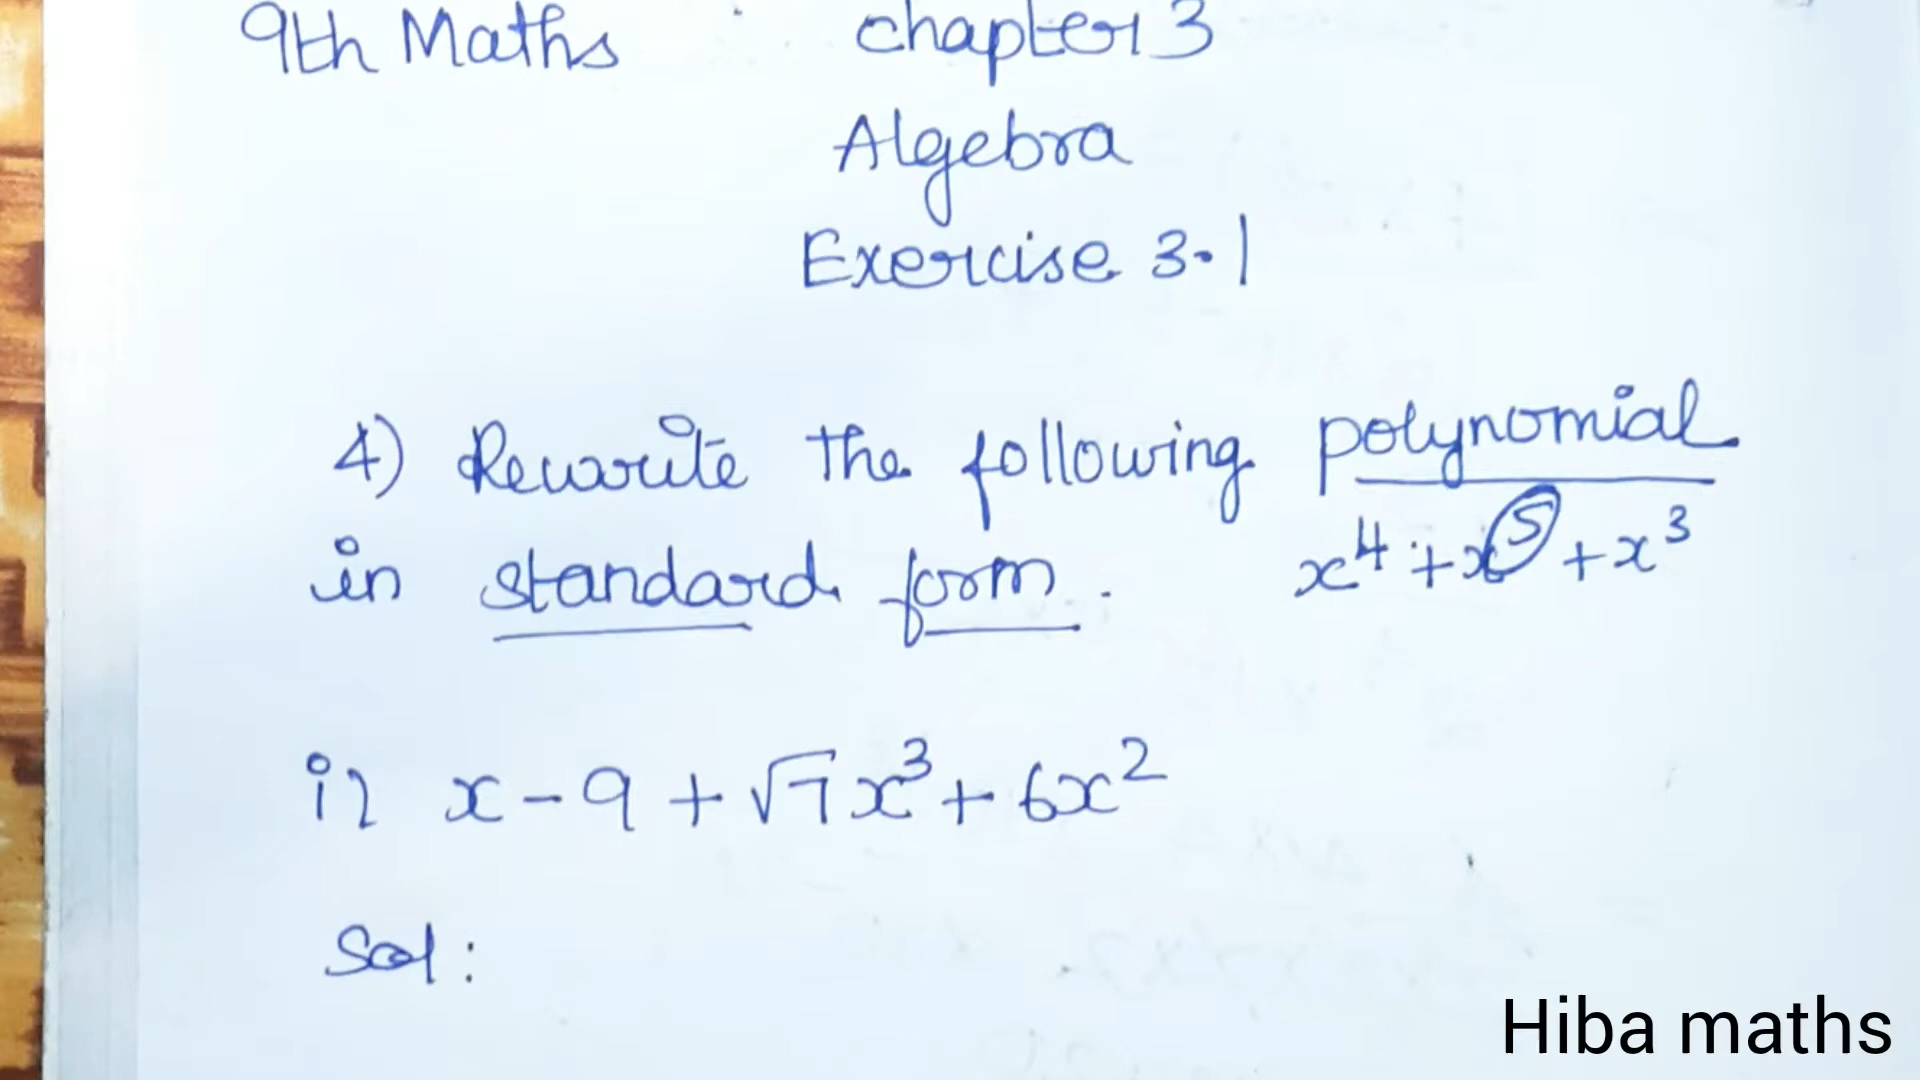 9th Maths chapter 3
Algebra
Exercise 3.1
4) Rewrite the following polynomial
in standard form. x⁴ + x⁵ + x³
i) x - 9 + √7x³ + 6x²
Sol:
Hiba maths